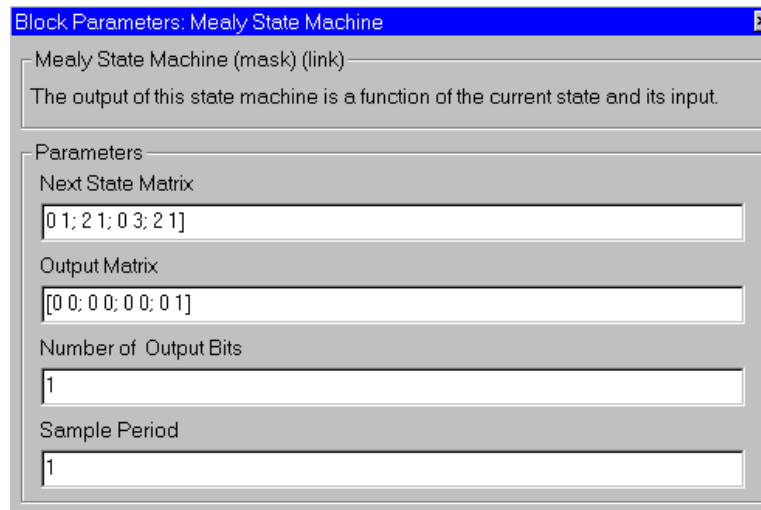 Block Parameters: Mealy State Machine
Mealy State Machine (mask) (link)
The output of this state machine is a function of the current state and its input.
Parameters
Next State Matrix
0 1; 2 1; 0 3; 2 1]
Output Matrix
[0 0; 0 0; 0 0; 0 1]
Number of Output Bits
1
Sample Period
1